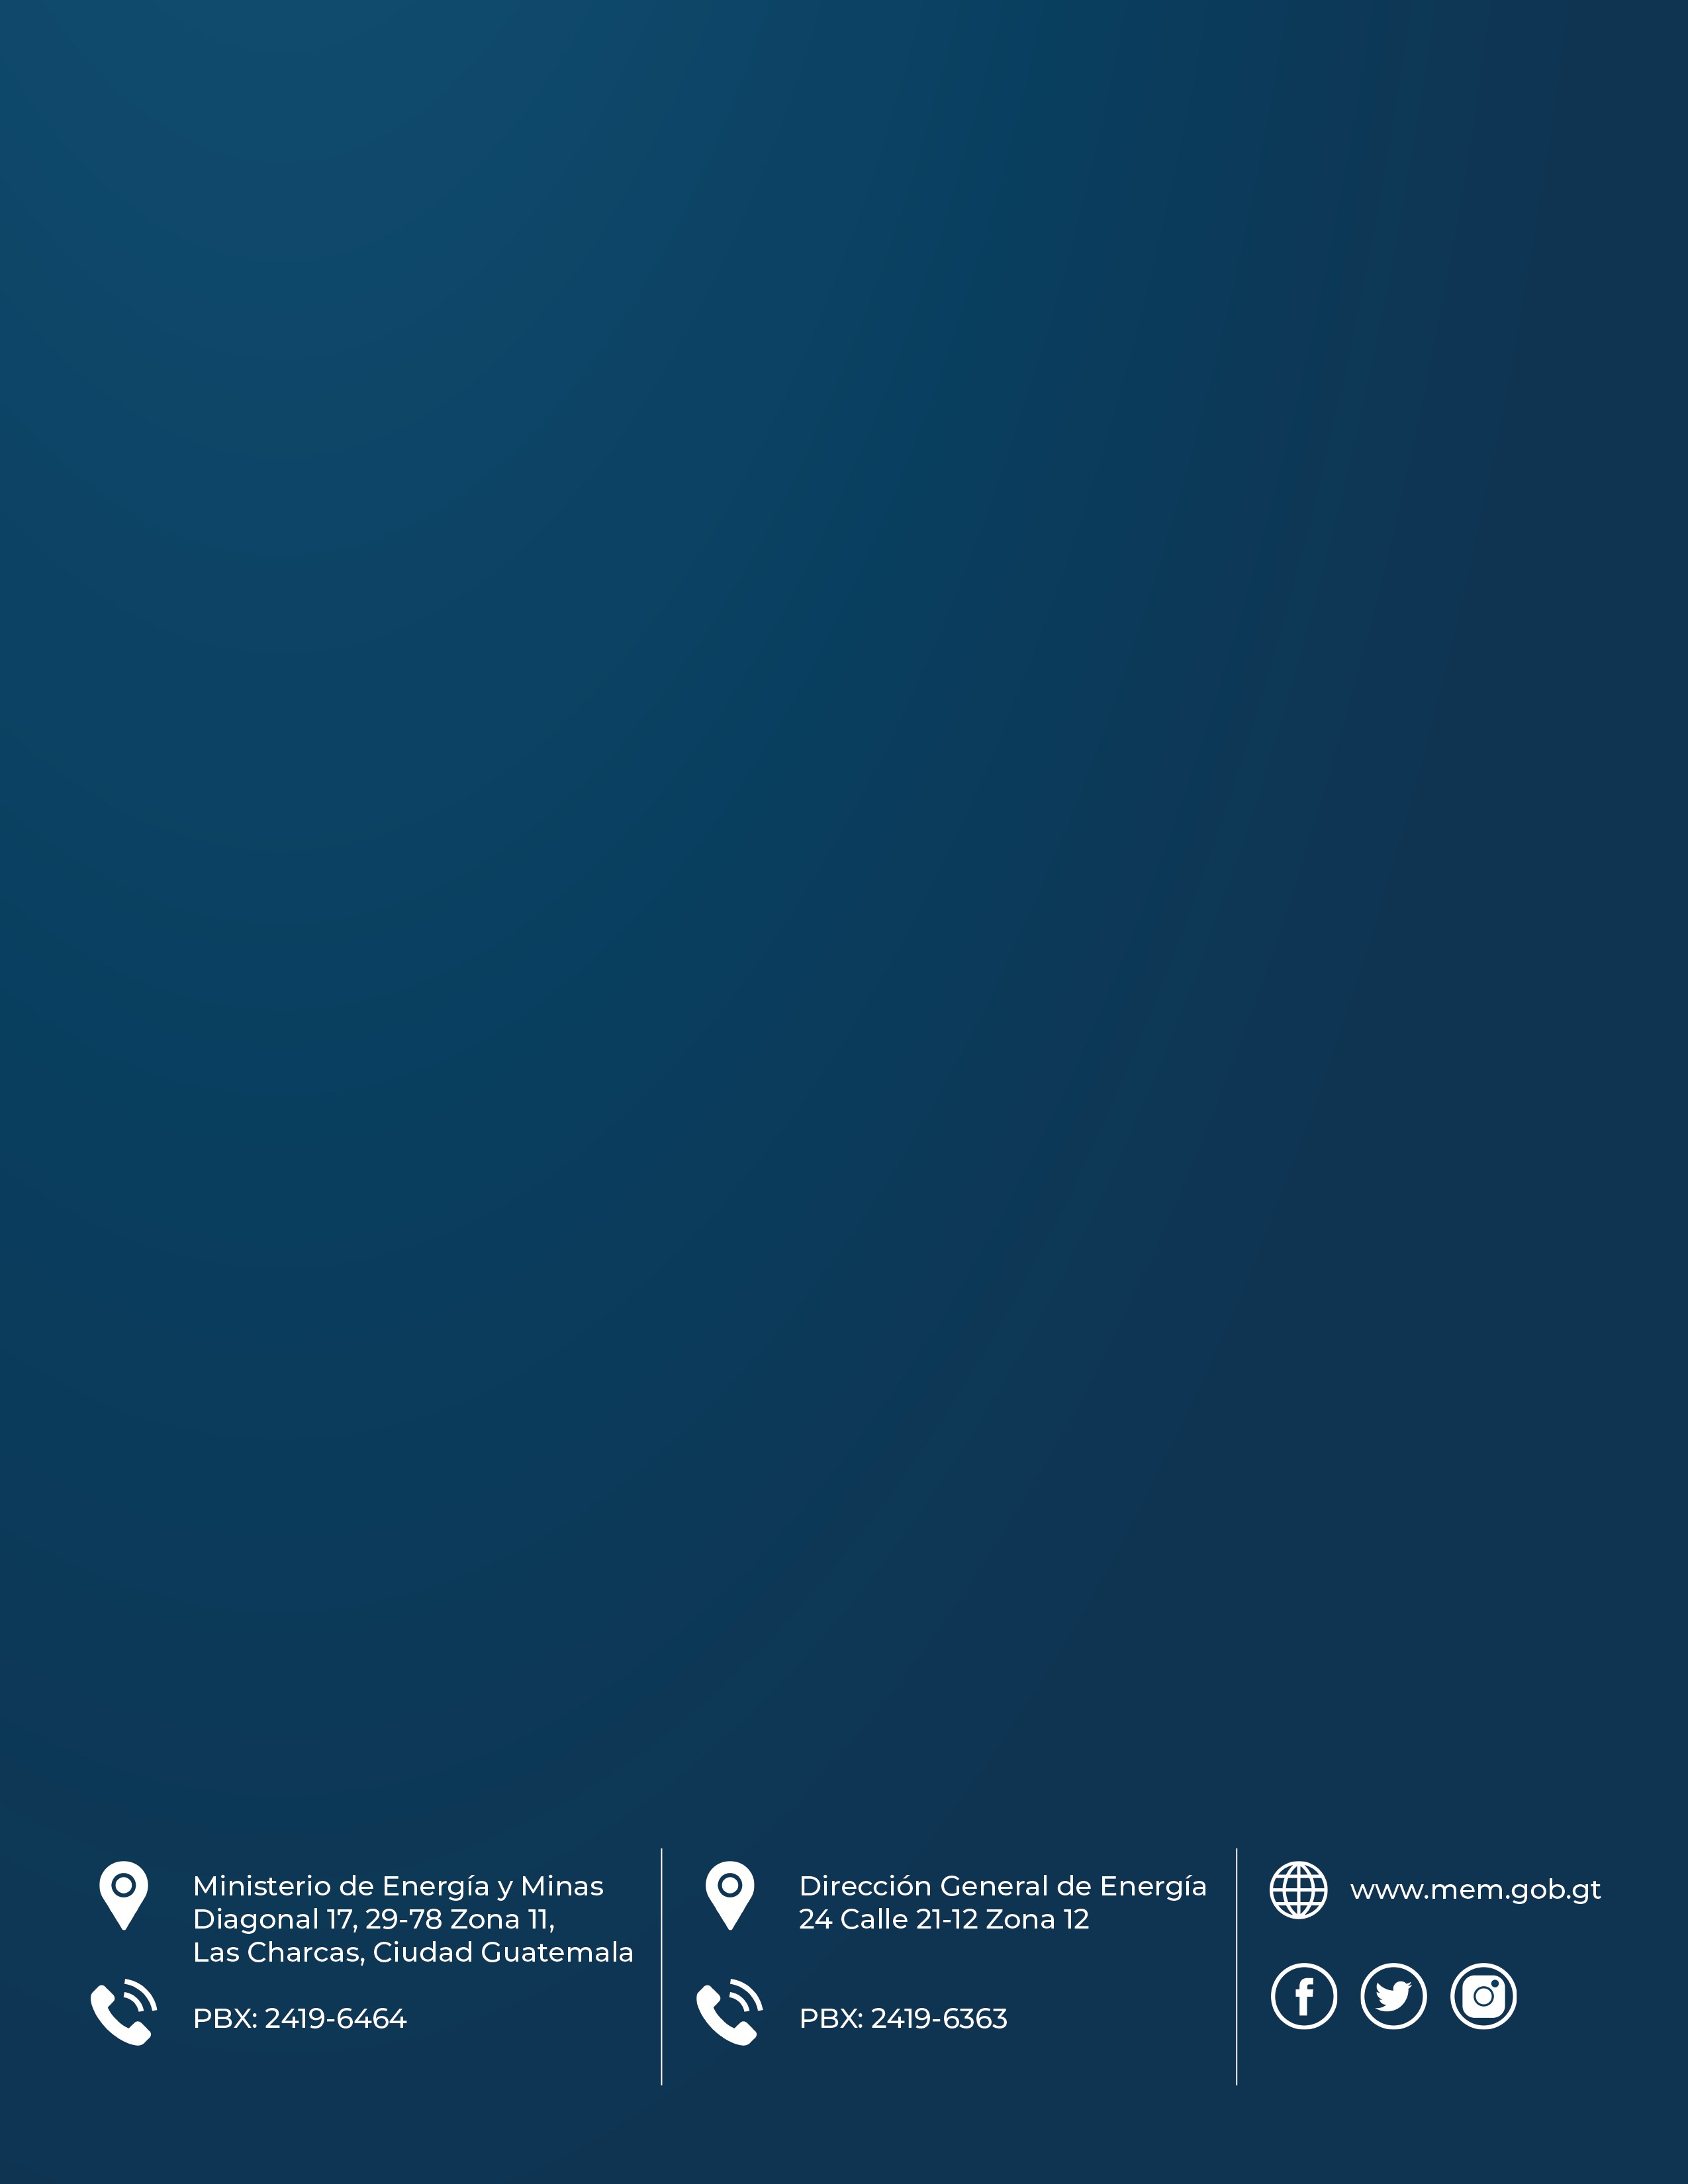 Ministerio de Energía y Minas
Diagonal 17, 29-78 Zona 11,
Las Charcas, Ciudad Guatemala
PBX: 2419-6464
Dirección General de Energía
24 Calle 21-12 Zona 12
PBX: 2419-6363
www.mem.gob.gt